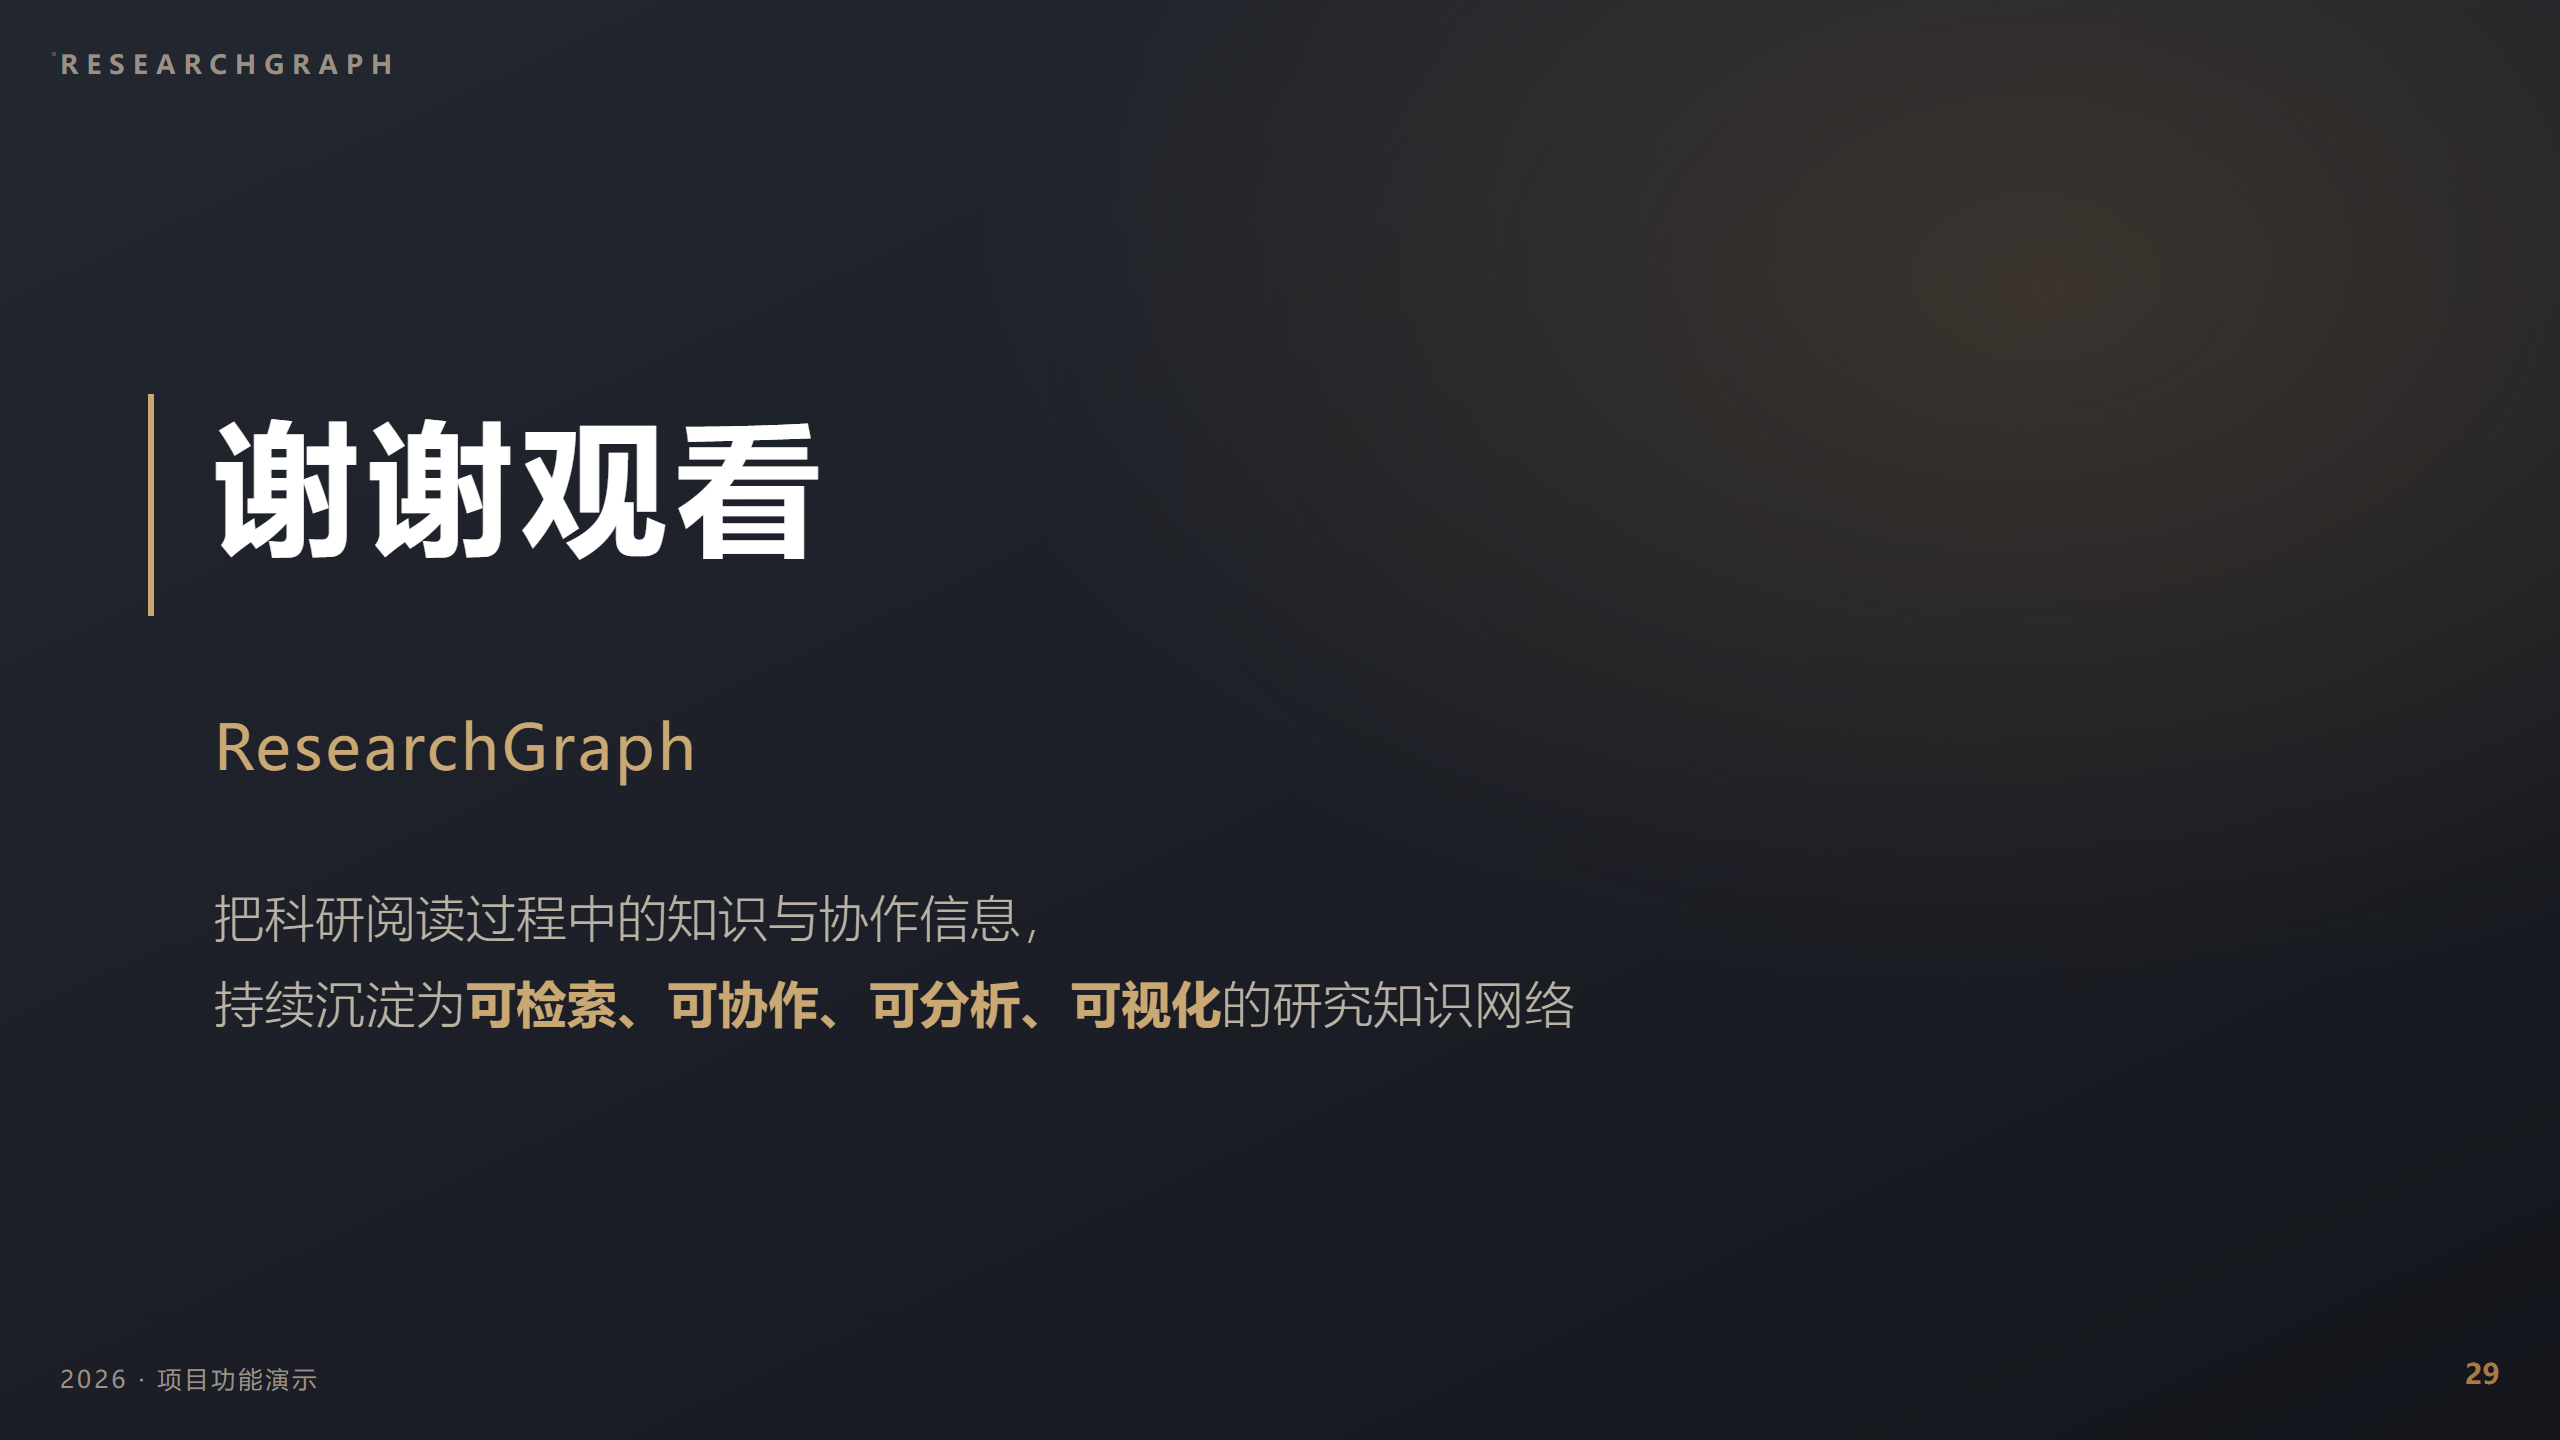 RESEARCHGRAPH
谢谢观看
ResearchGraph
把科研阅读过程中的知识与协作信息，
持续沉淀为可检索、可协作、可分析、可视化的研究知识网络
2026 · 项目功能演示
29